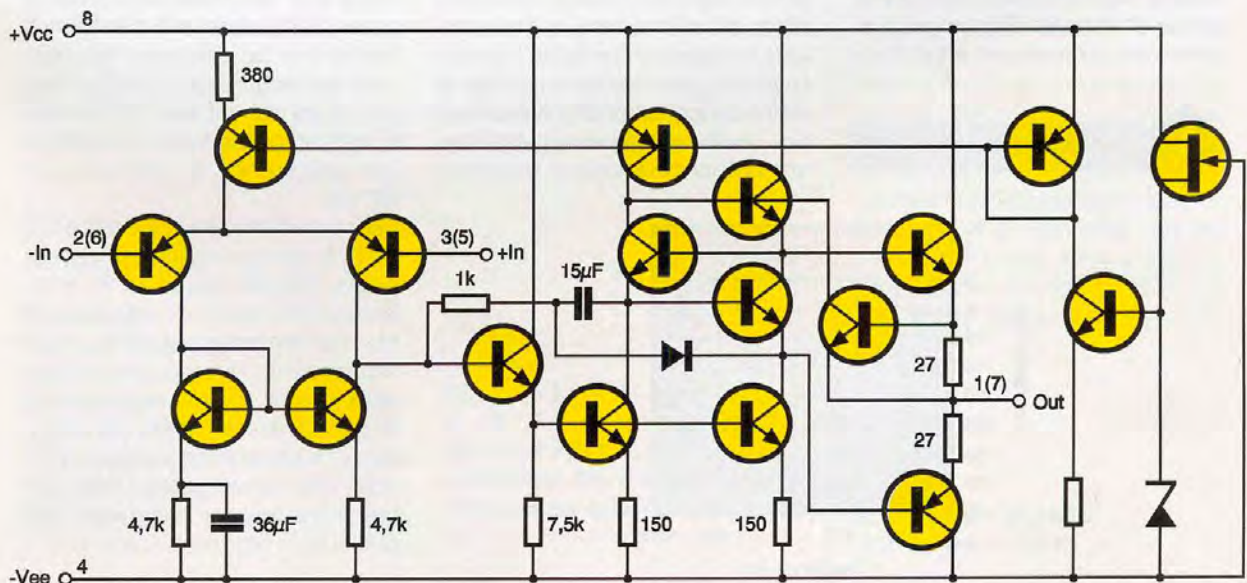 +Vcc 8
380
-In 2(6)
3(5) +In
1k
15µF
27
1(7) Out
27
4,7k
36µF
4,7k
7,5k
150
150
-Vee 4